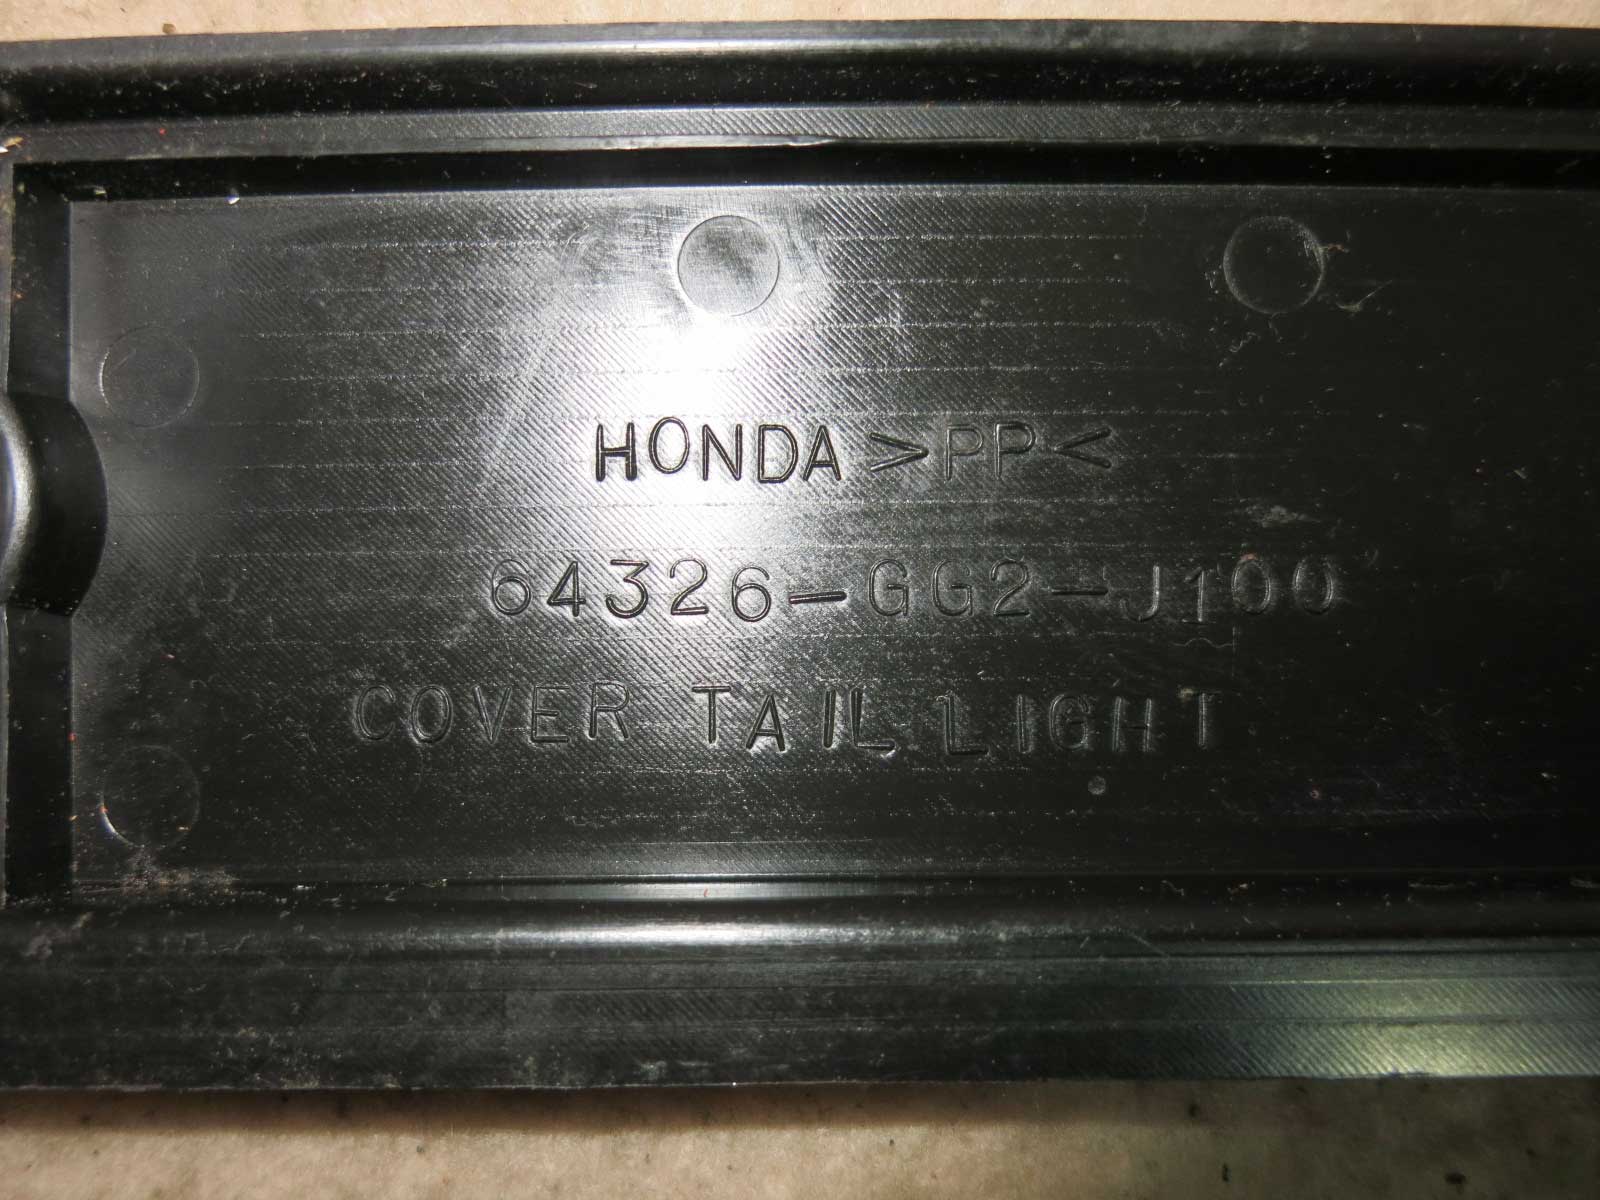 HONDA >PP<
64326-GG2-J100
COVER TAIL LIGHT